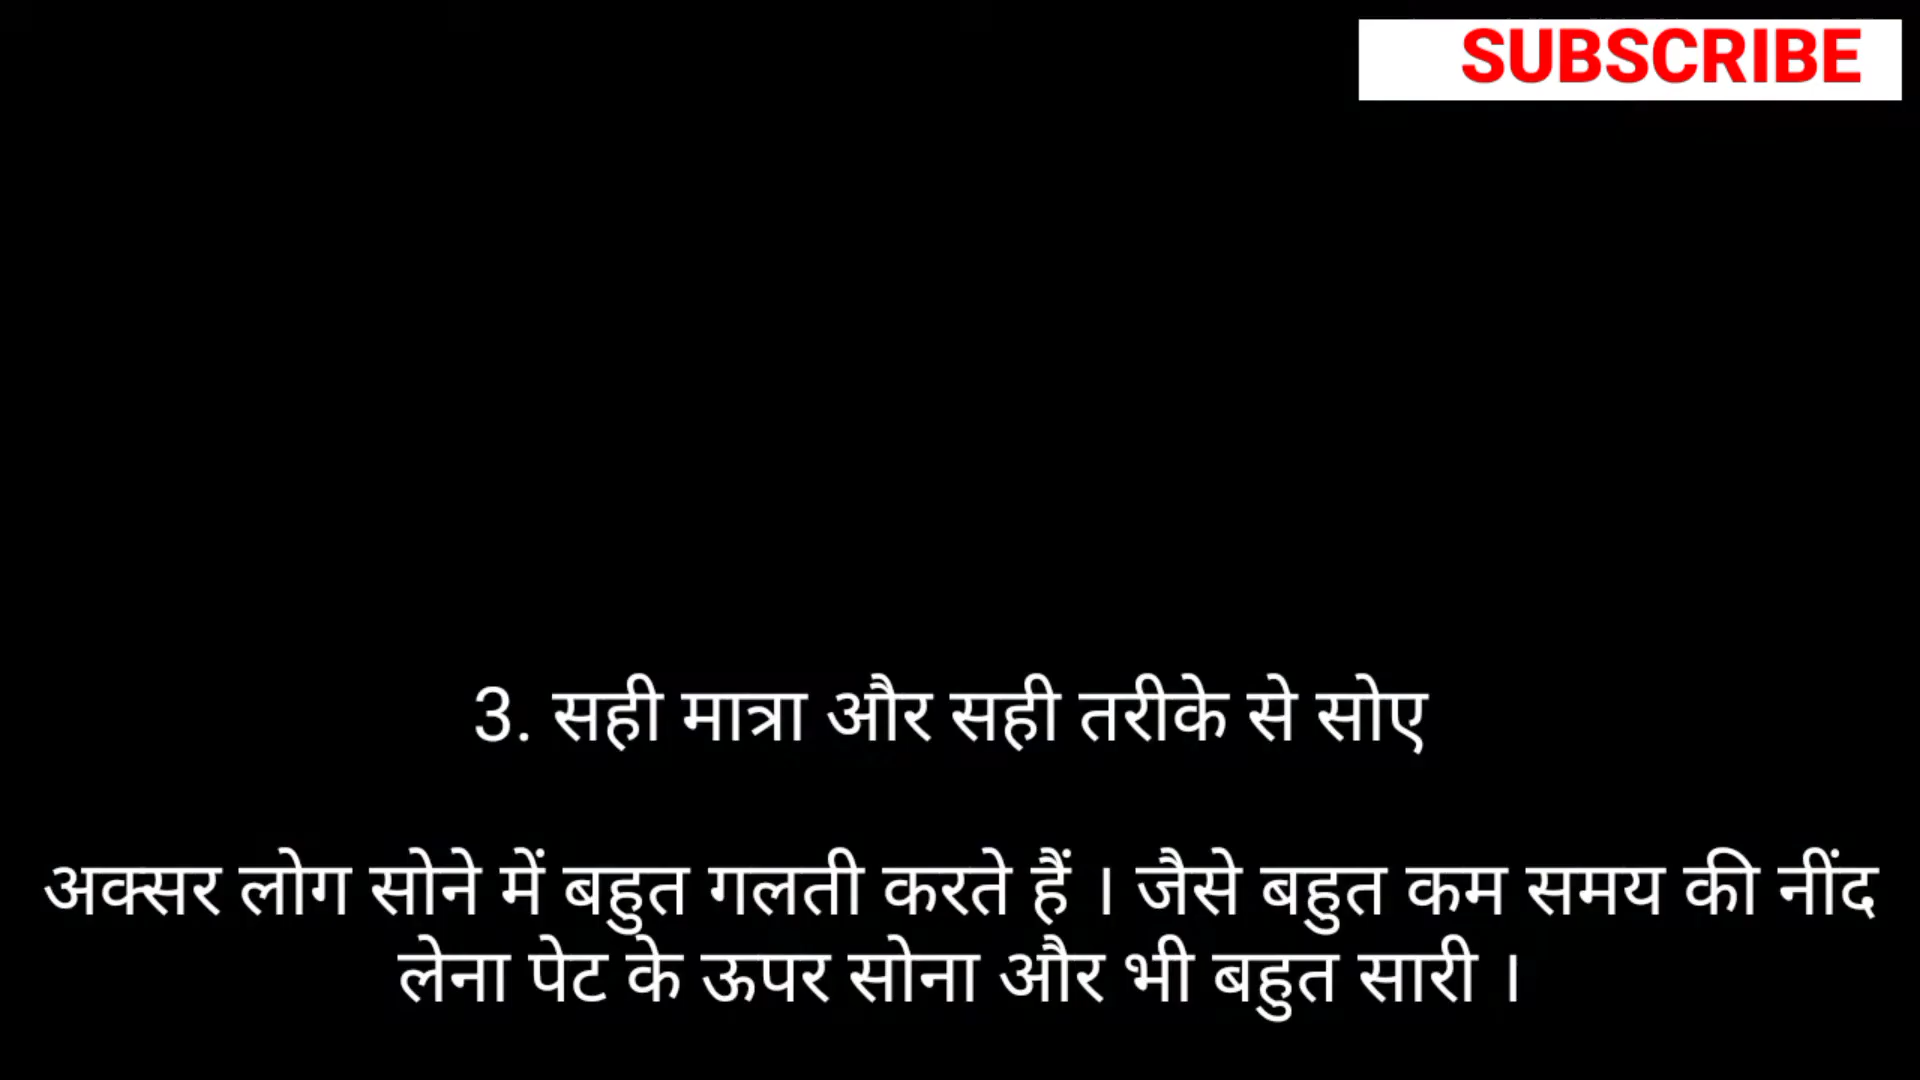 SUBSCRIBE
3. सही मात्रा और सही तरीके से सोए
अक्सर लोग सोने में बहुत गलती करते हैं । जैसे बहुत कम समय की नींद
लेना पेट के ऊपर सोना और भी बहुत सारी ।